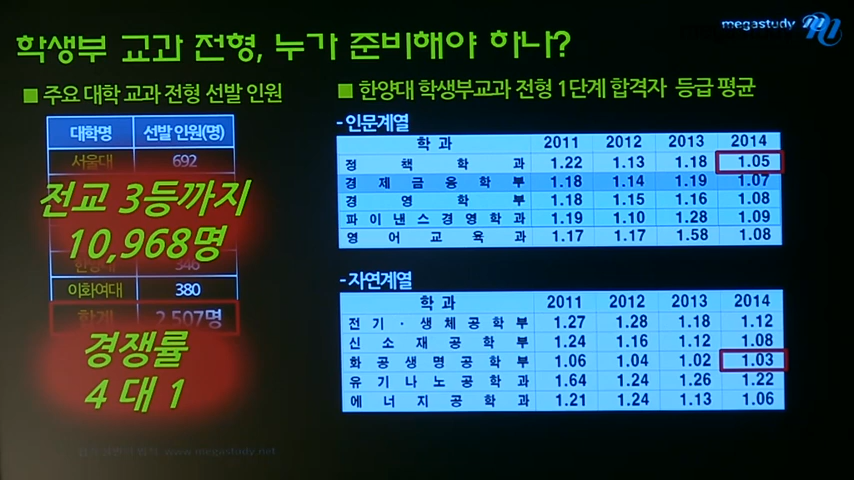 megastudy
학생부 교과 전형, 누가 준비해야 하나?
■ 주요 대학 교과 전형 선발 인원
대학명 선발 인원(명)
서울대 692
전교 3등까지
10,968명
346
이화여대 380
합계 2,507명
경쟁률
4 대 1
■ 한양대 학생부교과 전형 1단계 합격자 등급 평균
- 인문계열
학 과 2011 2012 2013 2014
정 책 학 과 1.22 1.13 1.18 1.05
경 제 금 융 학 부 1.18 1.14 1.19 1.07
경 영 학 부 1.18 1.15 1.16 1.08
파 이 낸 스 경 영 학 과 1.19 1.10 1.28 1.09
영 어 교 육 과 1.17 1.17 1.58 1.08
- 자연계열
학 과 2011 2012 2013 2014
전 기 · 생 체 공 학 부 1.27 1.28 1.18 1.12
신 소 재 공 학 부 1.24 1.16 1.12 1.08
화 공 생 명 공 학 부 1.06 1.04 1.02 1.03
유 기 나 노 공 학 과 1.64 1.24 1.26 1.22
에 너 지 공 학 과 1.21 1.24 1.13 1.06
www.megastudy.net